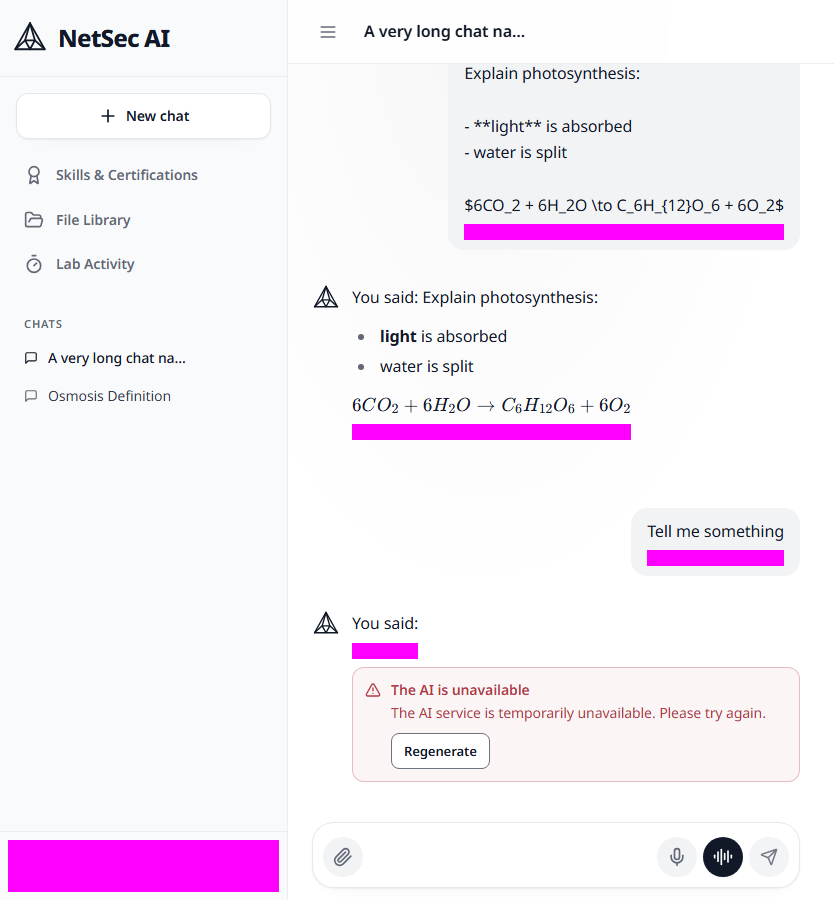 NetSec AI
New chat
Skills & Certifications
File Library
Lab Activity
CHATS
A very long chat na...
Osmosis Definition
A very long chat na...
Explain photosynthesis:
- **light** is absorbed
- water is split
$6CO_2 + 6H_2O \to C_6H_{12}O_6 + 6O_2$
You said: Explain photosynthesis:
• light is absorbed
• water is split
6CO₂ + 6H₂O → C₆H₁₂O₆ + 6O₂
Tell me something
You said:
The AI is unavailable
The AI service is temporarily unavailable. Please try again.
Regenerate